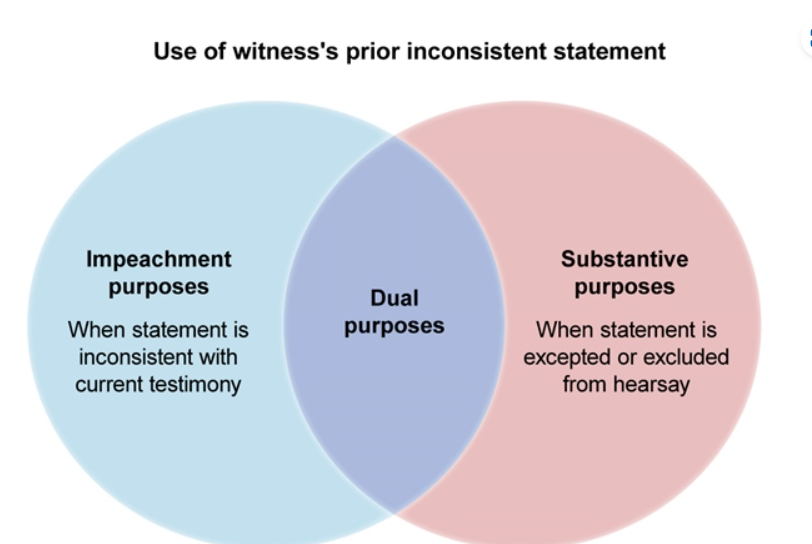 Use of witness's prior inconsistent statement
Impeachment
purposes
When statement is
inconsistent with
current testimony
Dual
purposes
Substantive
purposes
When statement is
excepted or excluded
from hearsay